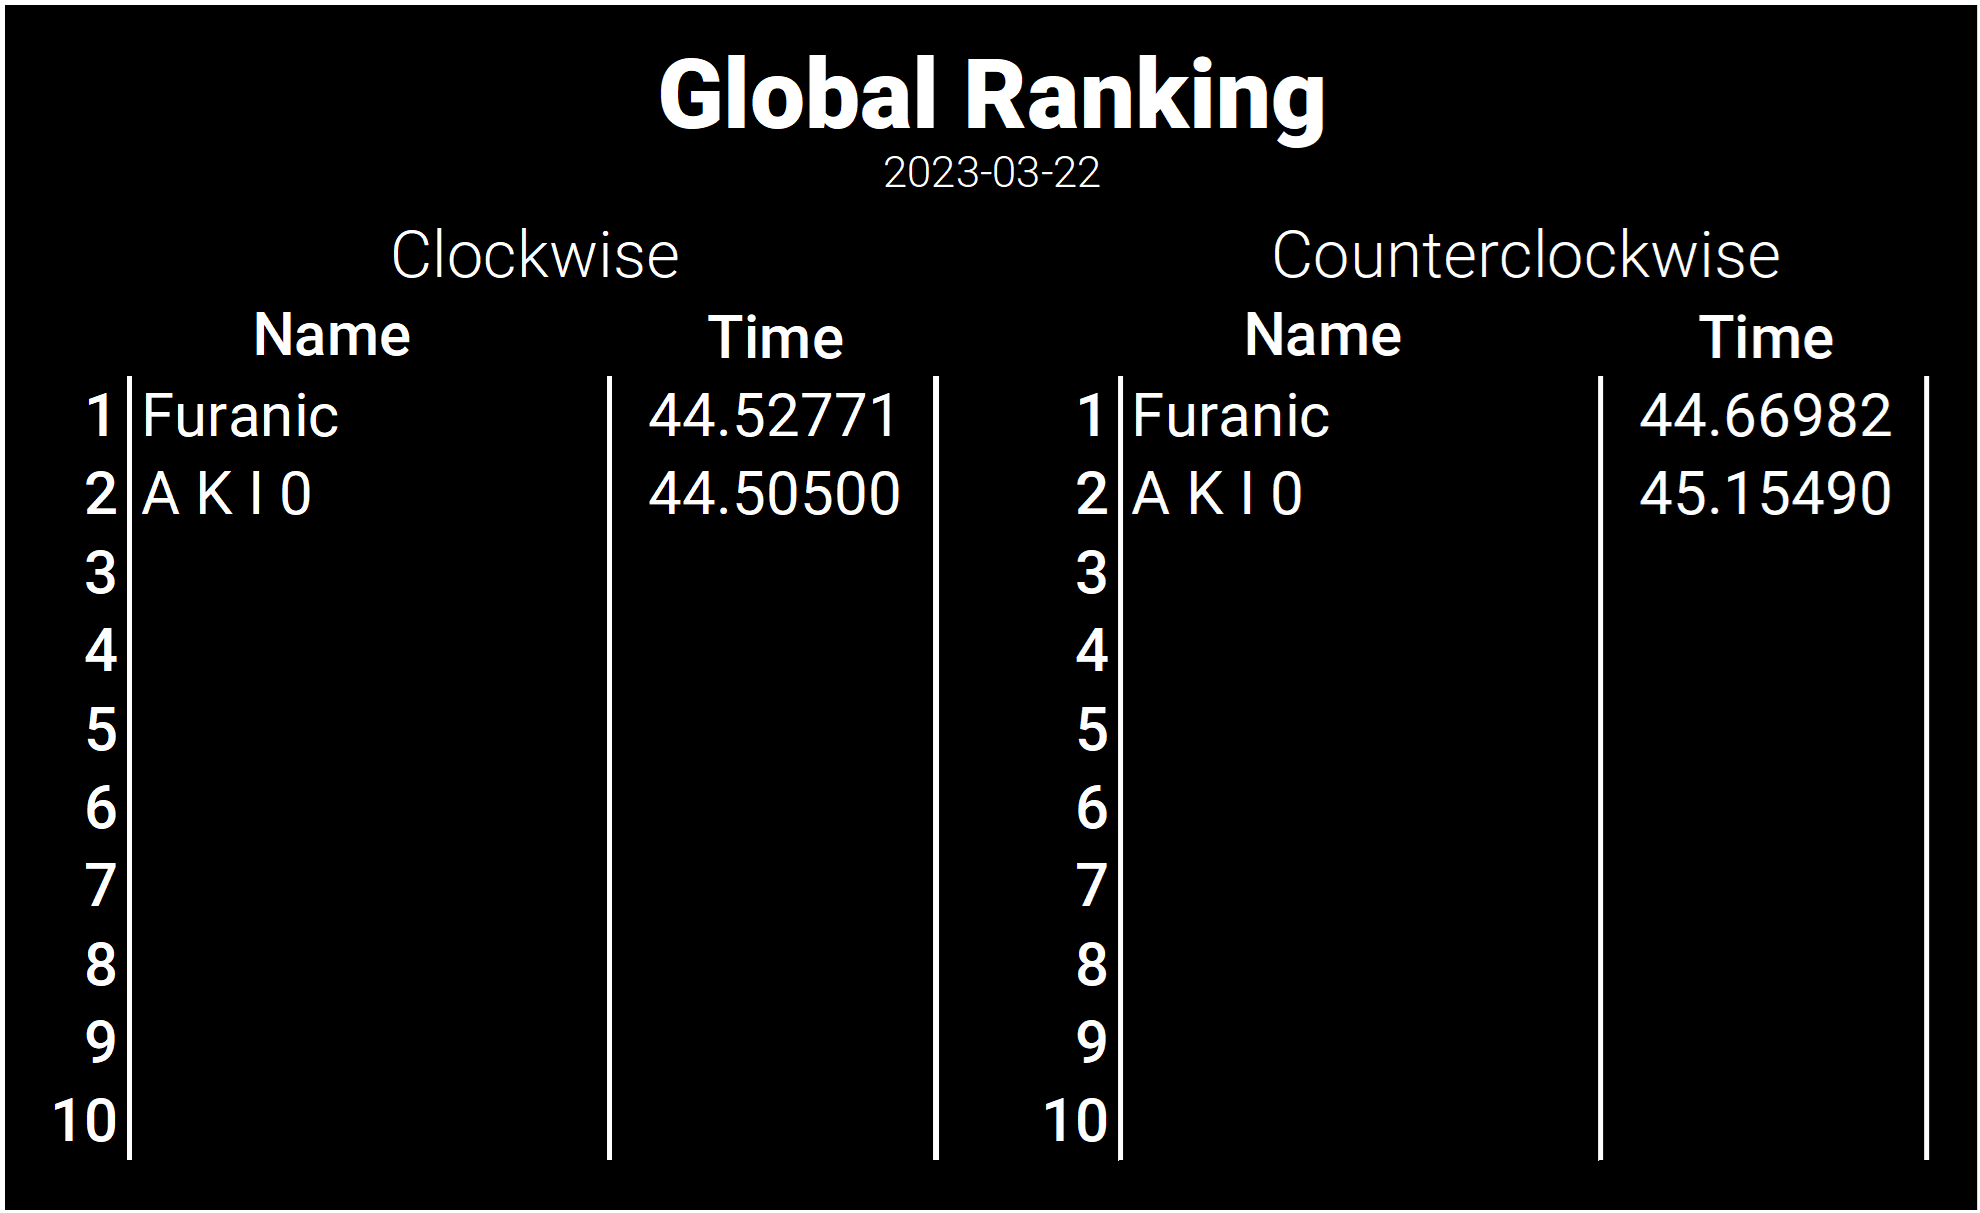 Global Ranking
2023-03-22
Clockwise
Name Time
1 Furanic 44.52771
2 A K I 0 44.50500
3
4
5
6
7
8
9
10
Counterclockwise
Name Time
1 Furanic 44.66982
2 A K I 0 45.15490
3
4
5
6
7
8
9
10